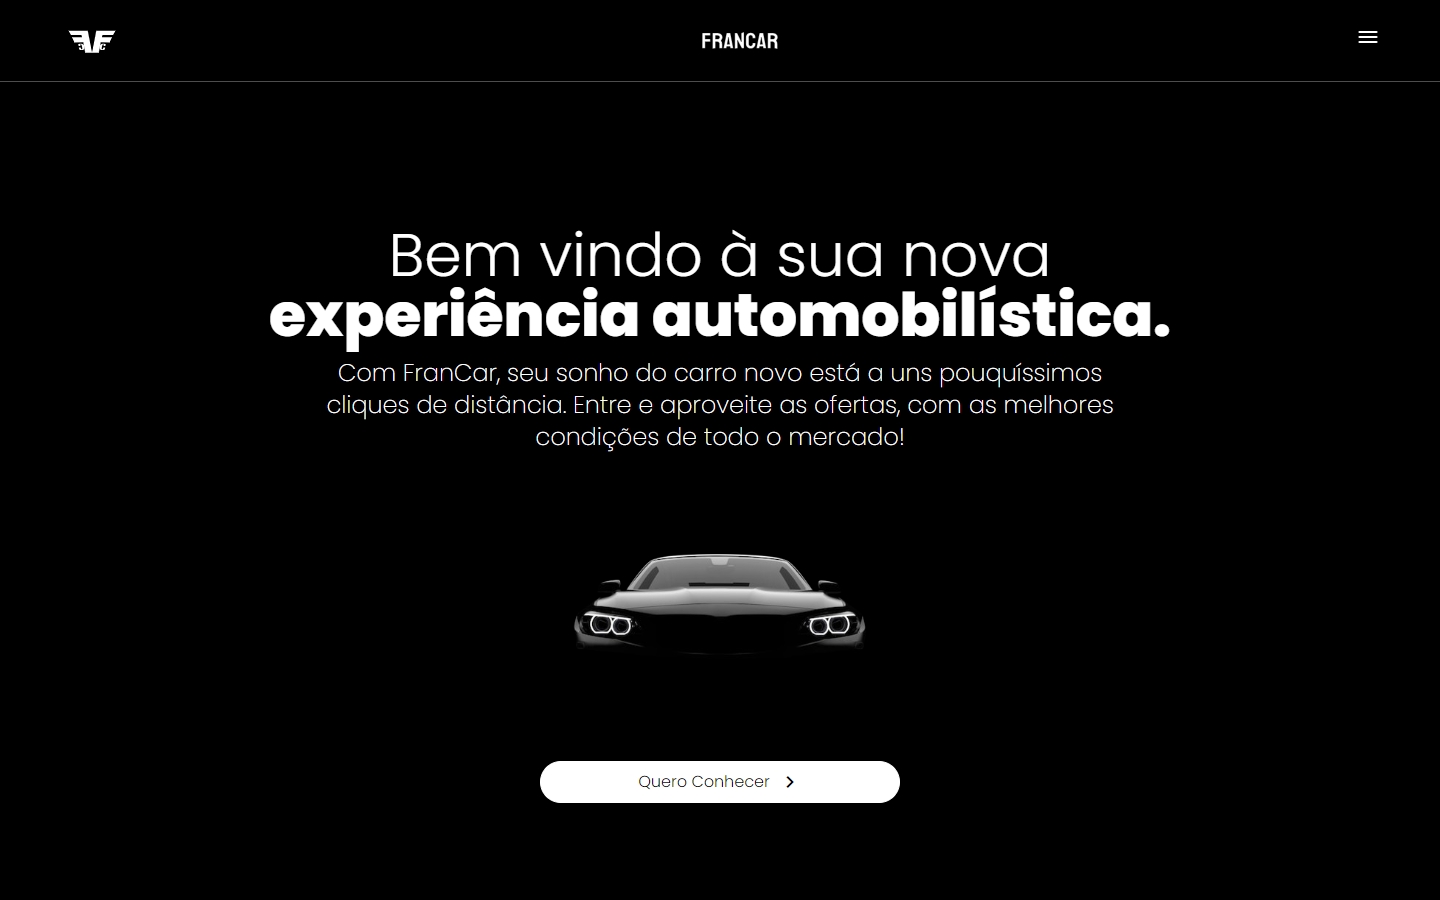 FRANCAR
Bem vindo à sua nova
experiência automobilística.
Com FranCar, seu sonho do carro novo está a uns pouquíssimos
cliques de distância. Entre e aproveite as ofertas, com as melhores
condições de todo o mercado!
Quero Conhecer